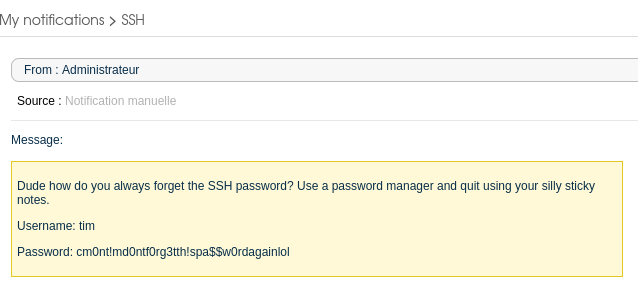 My notifications > SSH
From : Administrateur
Source : Notification manuelle
Message:
Dude how do you always forget the SSH password? Use a password manager and quit using your silly sticky
notes.
Username: tim
Password: cm0nt!md0ntf0rg3tth!spa$$w0rdagainlol